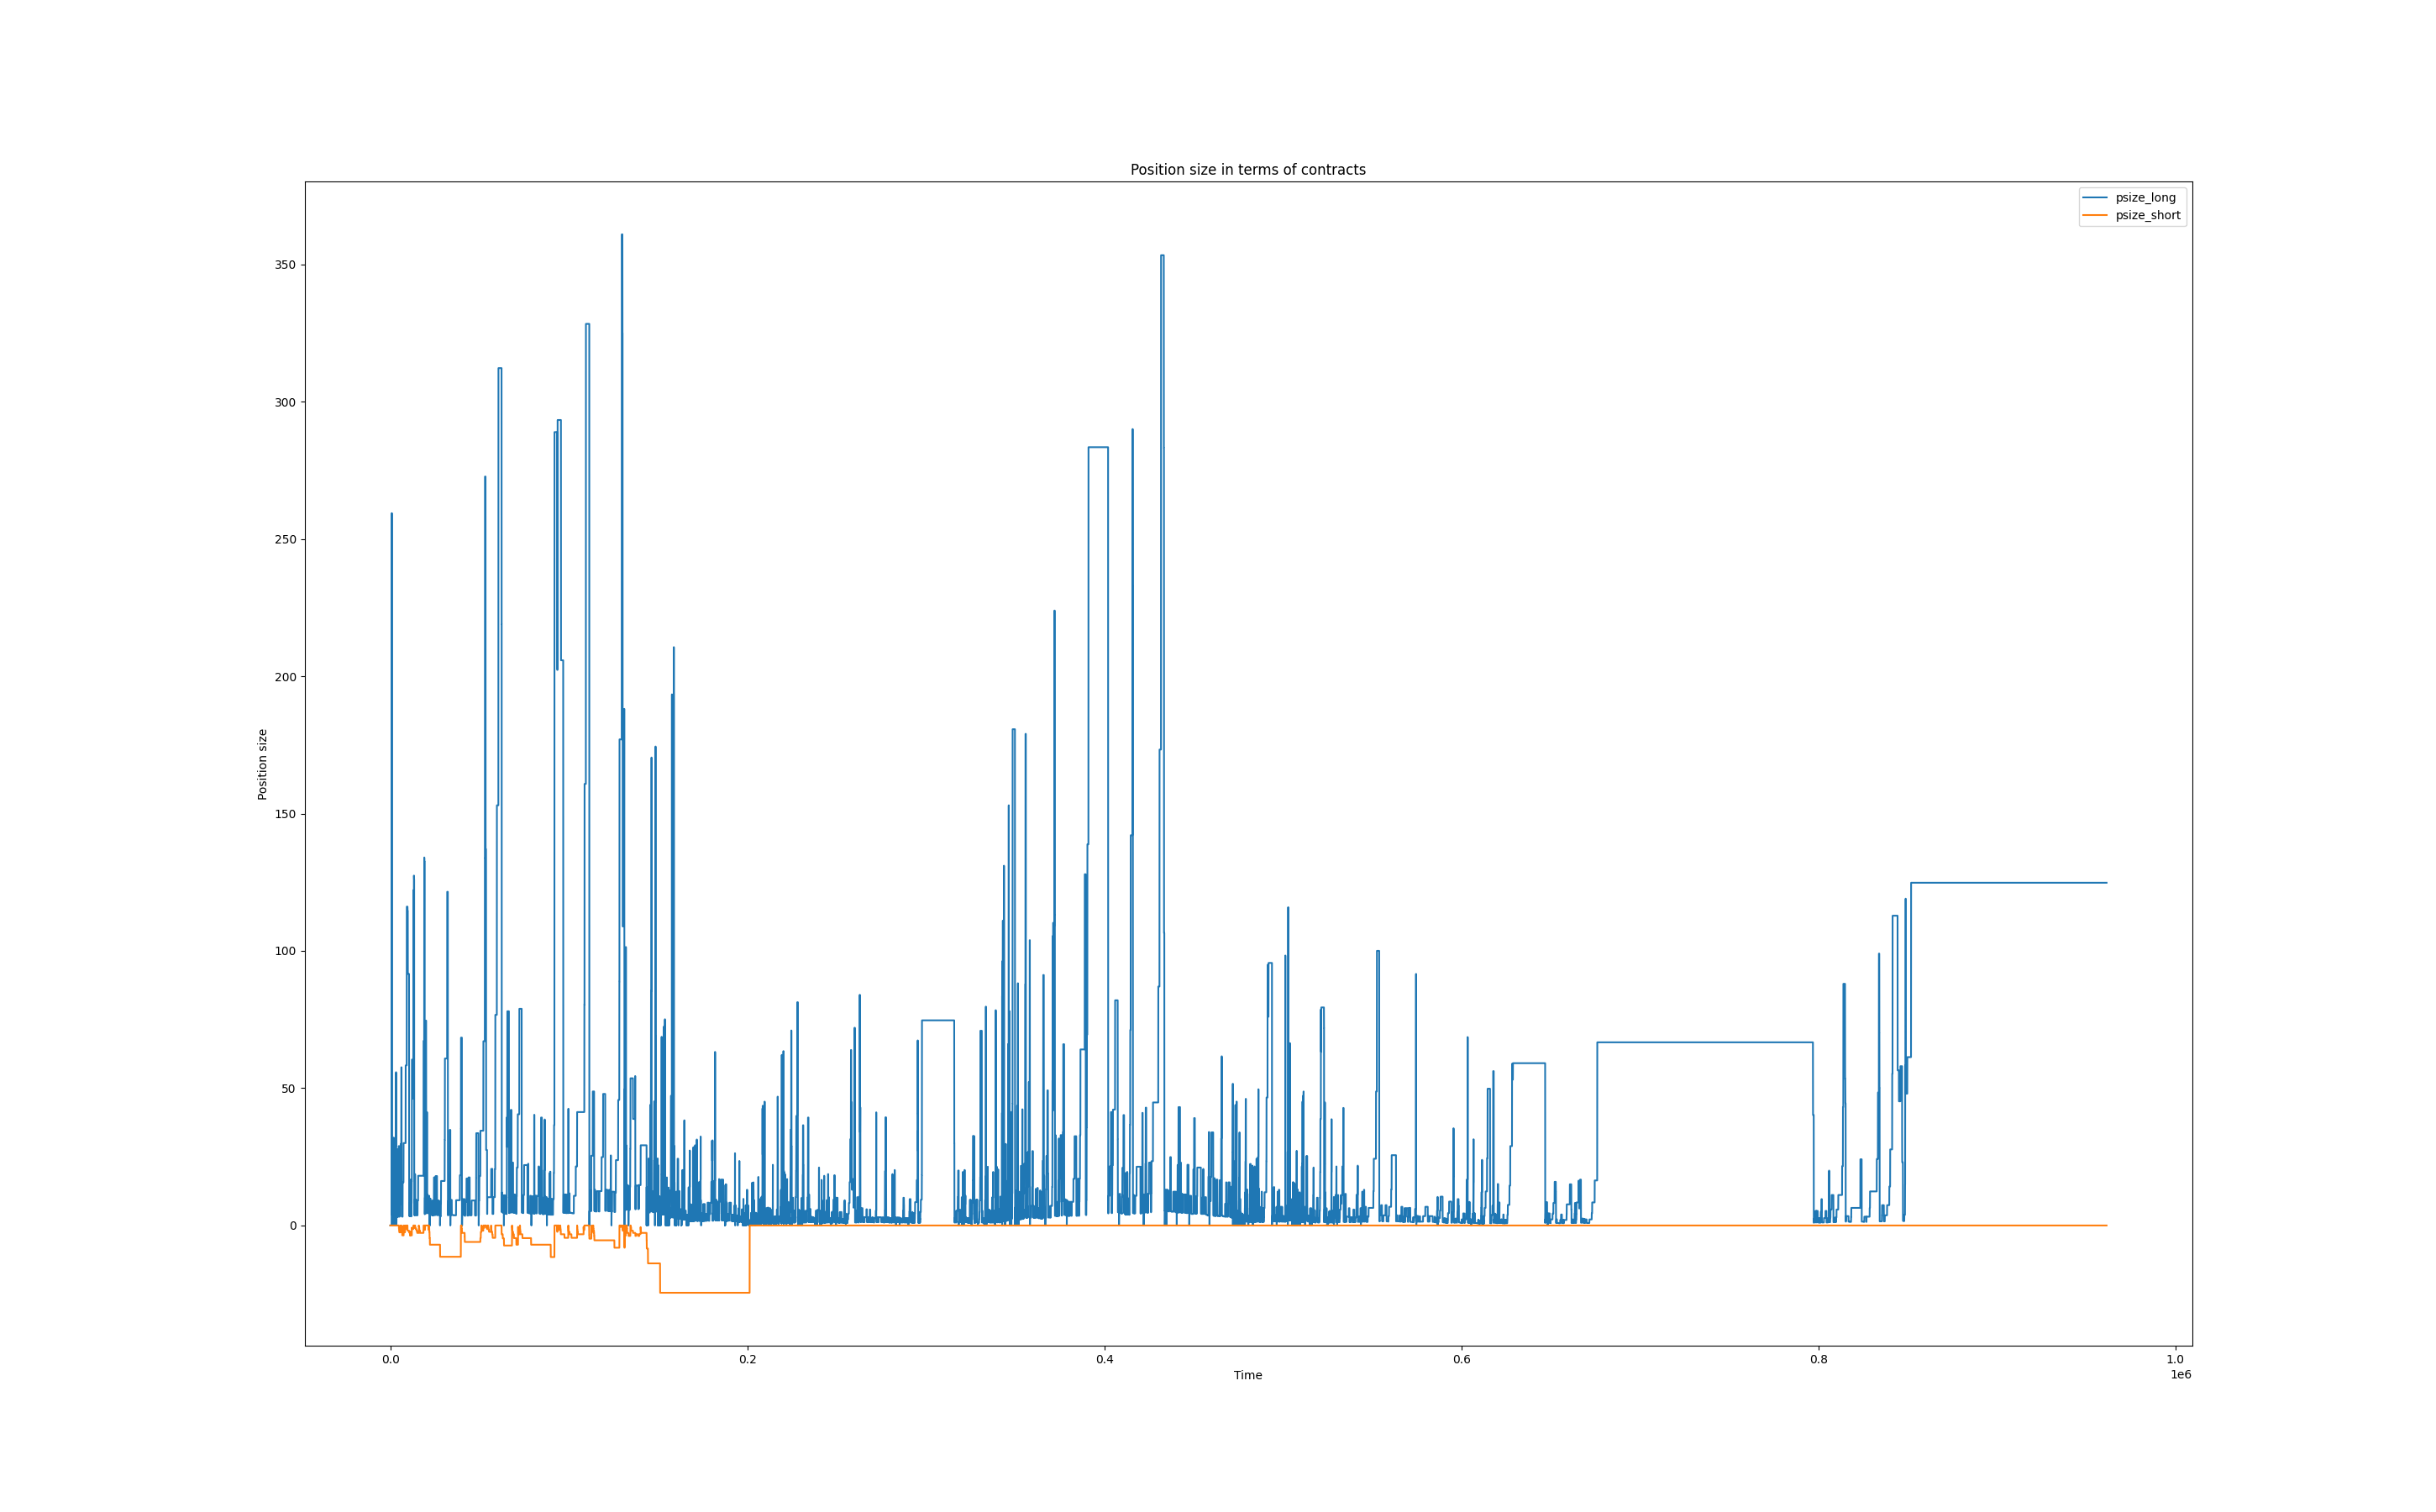 Position size in terms of contracts
psize_long
psize_short
350
300
250
200
150
100
50
0
Position size
0.0 0.2 0.4 0.6 0.8 1.0
Time
1e6